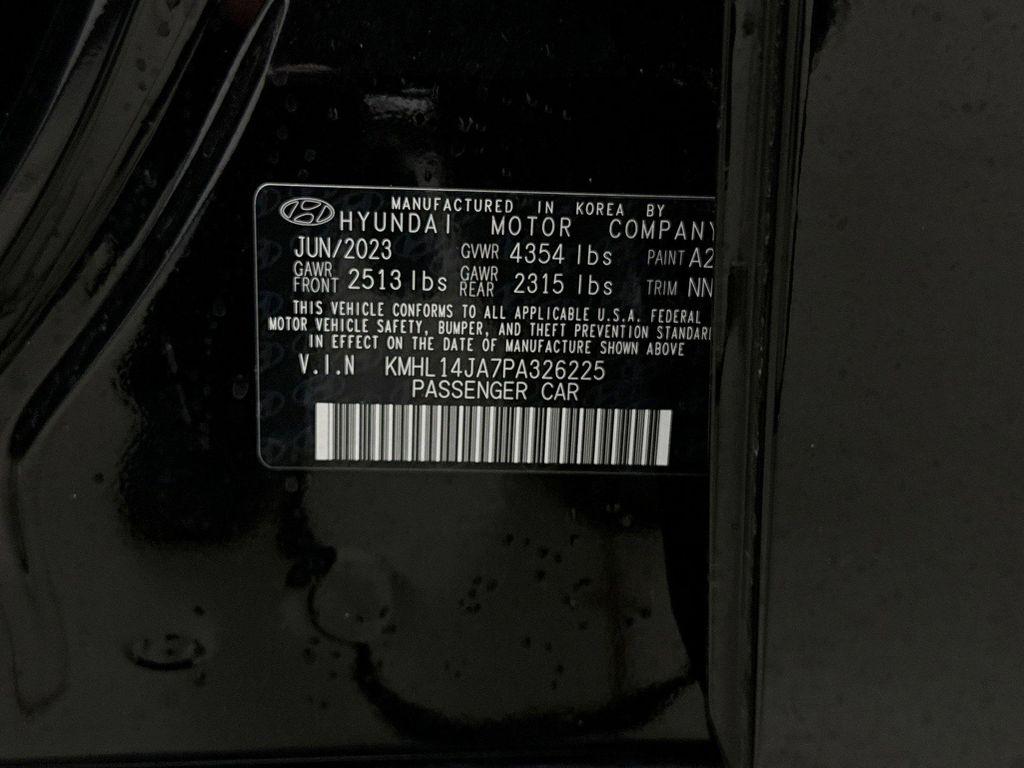 MANUFACTURED IN KOREA BY
HYUNDAI MOTOR COMPANY
JUN/2023 GVWR 4354 lbs PAINT A2
GAWR FRONT 2513 lbs GAWR REAR 2315 lbs TRIM NN
THIS VEHICLE CONFORMS TO ALL APPLICABLE U.S.A. FEDERAL
MOTOR VEHICLE SAFETY, BUMPER, AND THEFT PREVENTION STANDAR
IN EFFECT ON THE DATE OF MANUFACTURE SHOWN ABOVE
V.I.N KMHL14JA7PA326225
PASSENGER CAR